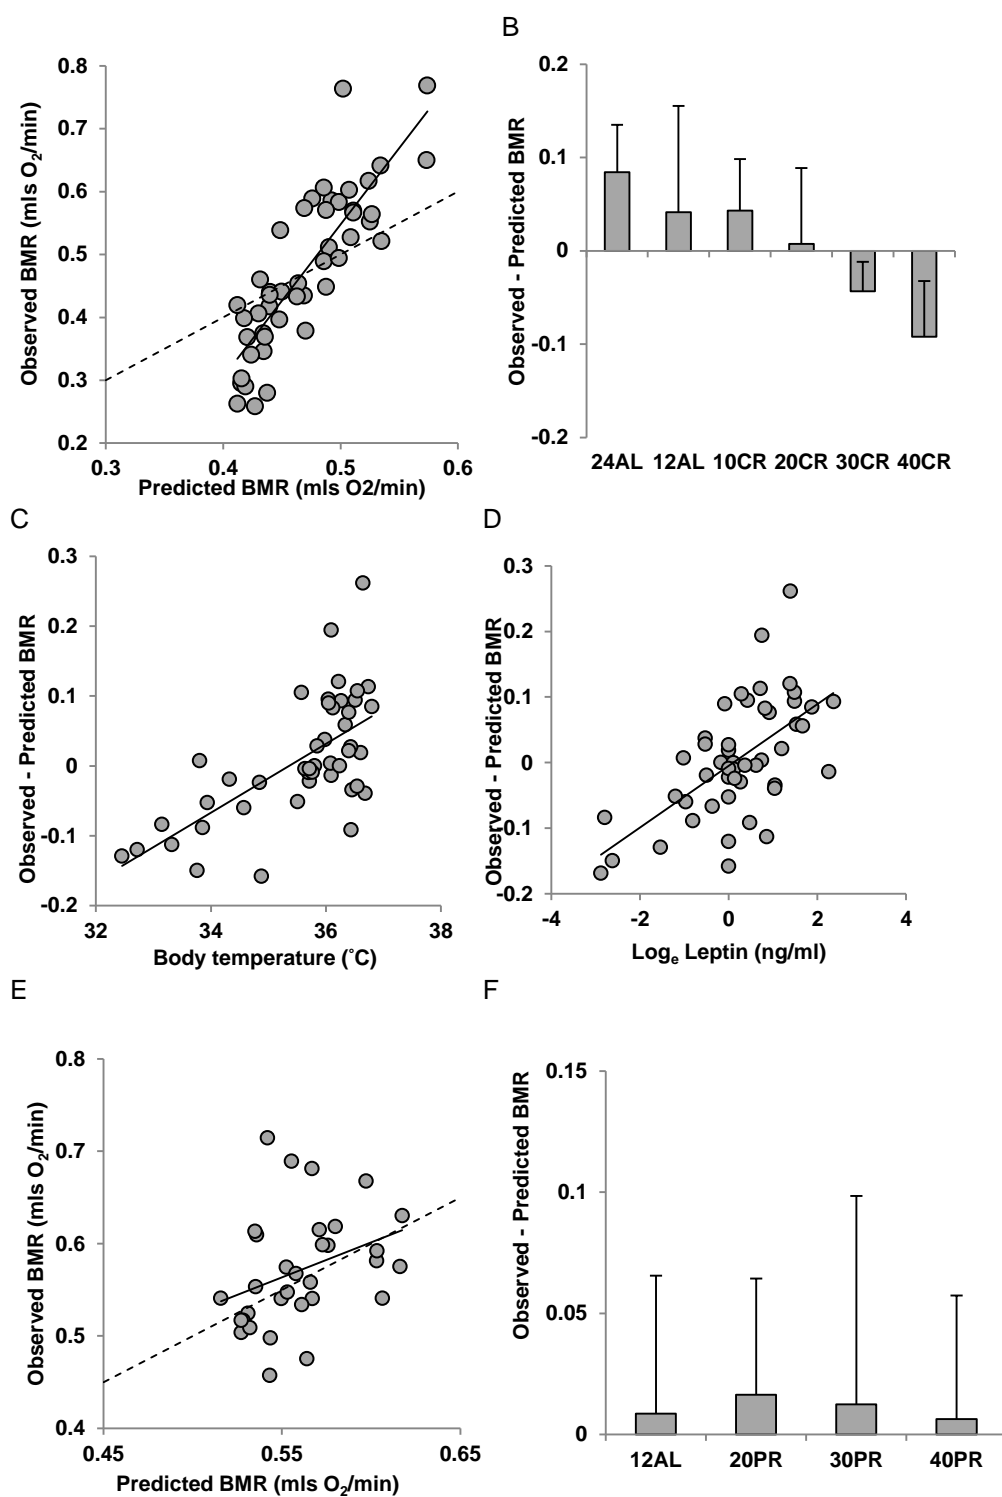 B
0.8
0.7
0.6
0.5
0.4
0.3
0.2
0.3 0.4 0.5 0.6
Observed BMR (mls O2/min)
Predicted BMR (mls O2/min)
0.2
0.1
0
-0.1
-0.2
24AL 12AL 10CR 20CR 30CR 40CR
Observed - Predicted BMR
C
0.3
0.2
0.1
0
-0.1
-0.2
32 34 36 38
Observed - Predicted BMR
Body temperature (°C)
D
0.3
0.2
0.1
0
-0.1
-0.2
-4 -2 0 2 4
Observed - Predicted BMR
Loge Leptin (ng/ml)
E
0.8
0.7
0.6
0.5
0.4
0.45 0.55 0.65
Observed BMR (mls O2/min)
Predicted BMR (mls O2/min)
F
0.15
0.1
0.05
0
12AL 20PR 30PR 40PR
Observed - Predicted BMR